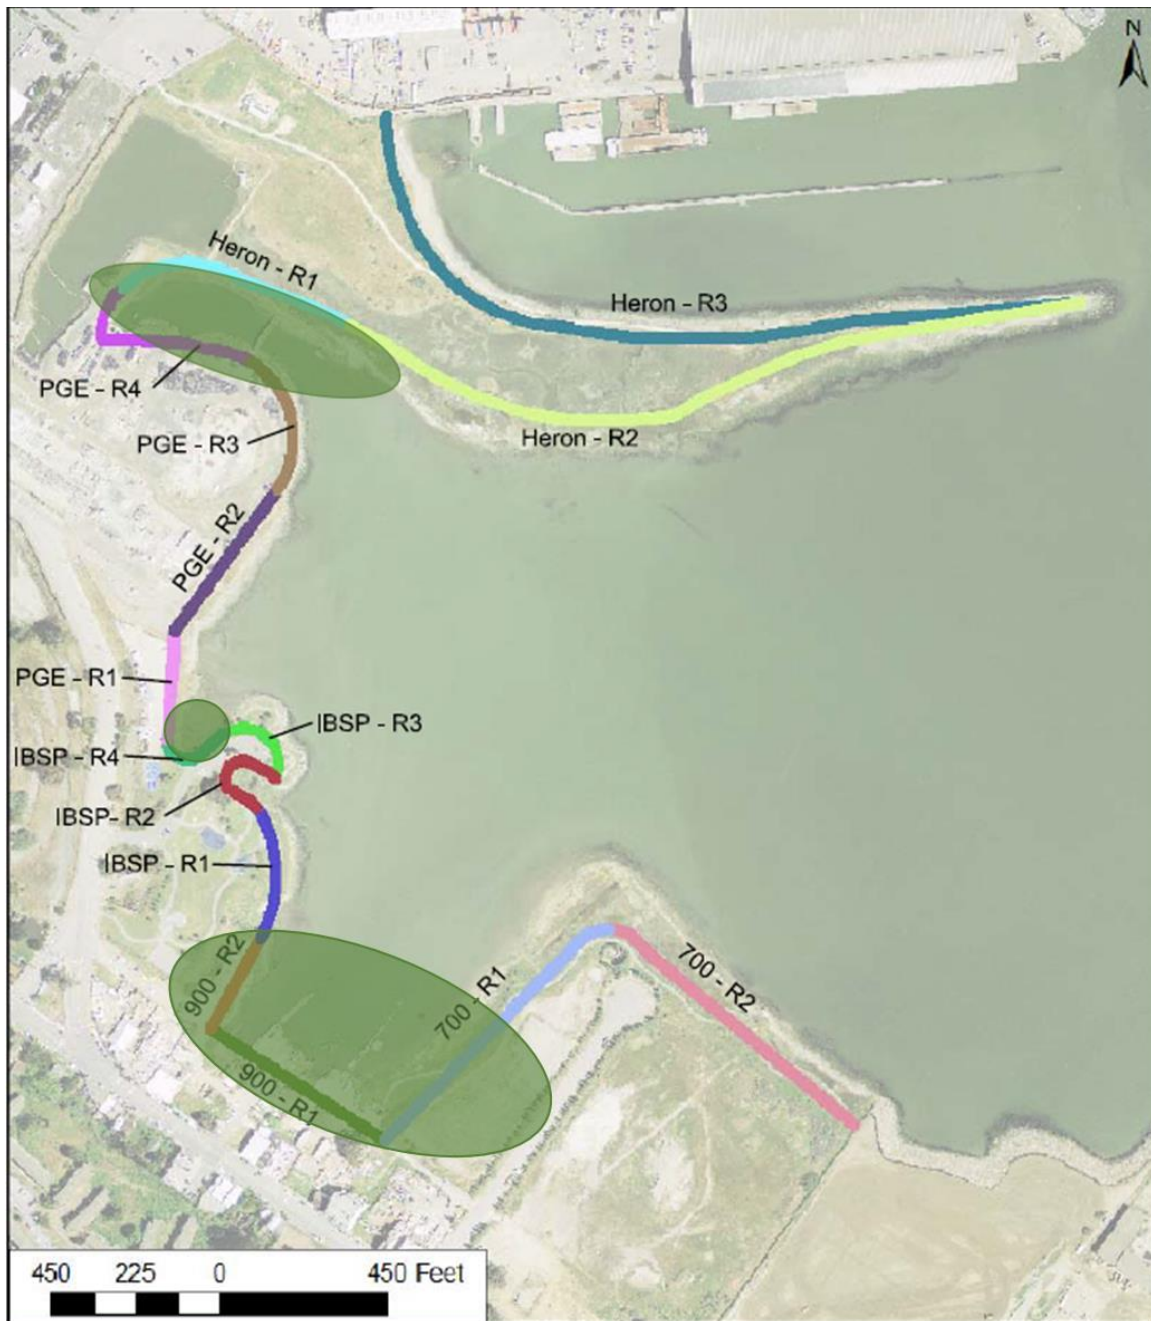 N
Heron - R1
Heron - R3
PGE - R4
Heron - R2
PGE - R3
PGE - R2
PGE - R1
IBSP - R3
IBSP - R4
IBSP- R2
IBSP - R1
900 - R2
700 - R1
700 - R2
900 - R1
450 225 0 450 Feet